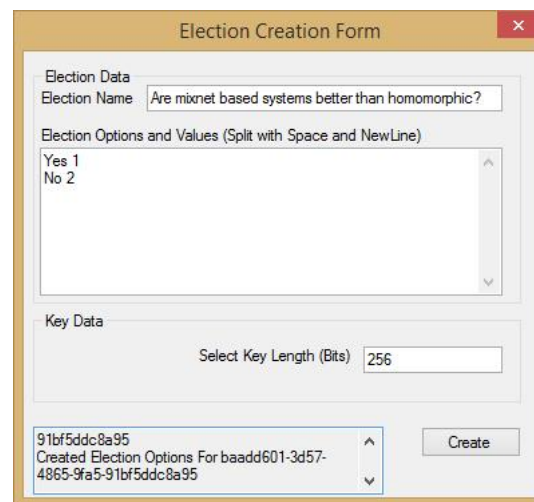 Election Creation Form
Election Data
Election Name Are mixnet based systems better than homomorphic?
Election Options and Values (Split with Space and NewLine)
Yes 1
No 2
Key Data
Select Key Length (Bits) 256
91bf5ddc8a95
Created Election Options For baadd601-3d57-
4865-9fa5-91bf5ddc8a95
Create